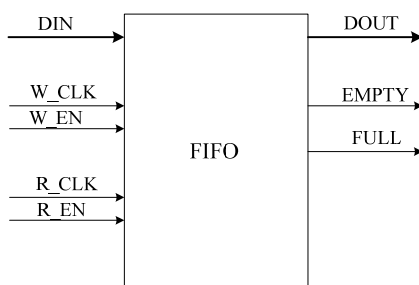 DIN
DOUT
W_CLK
EMPTY
W_EN
FULL
FIFO
R_CLK
R_EN